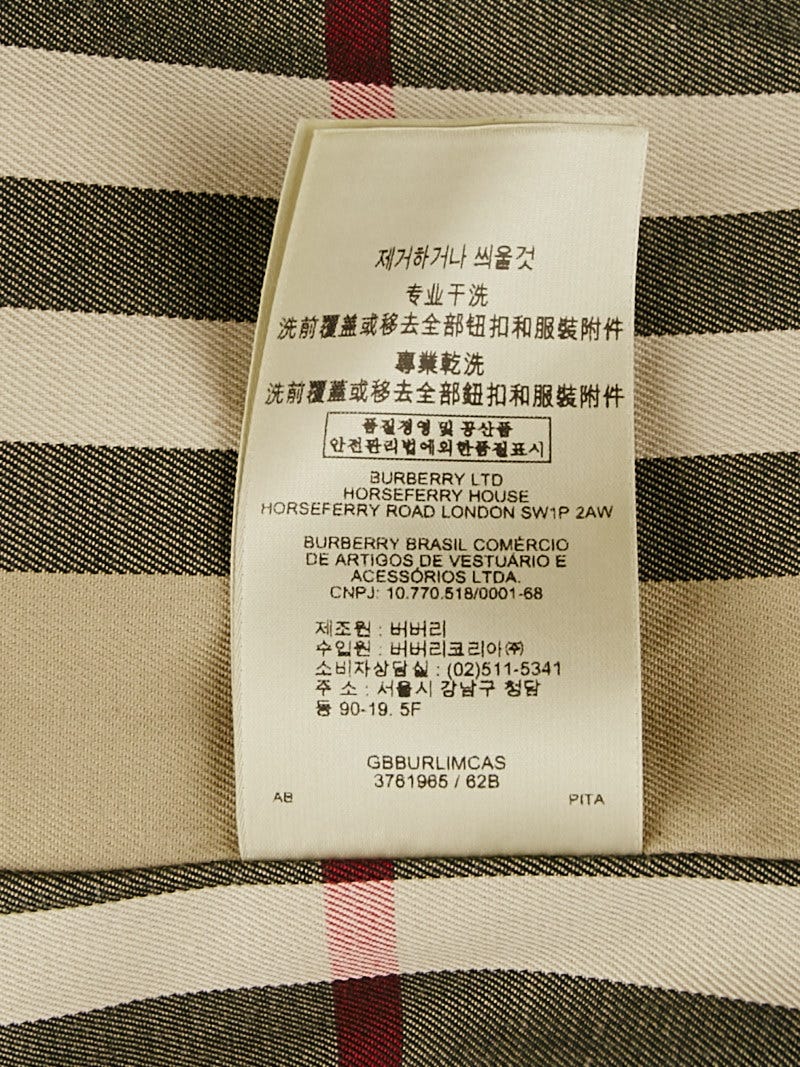 제거하거나 씌울것
专业干洗
洗前覆蓋或移去全部钮扣和服裝附件
專業乾洗
洗前覆蓋或移去全部鈕扣和服裝附件
품질경영 및 공산품
안전관리법에의한품질표시
BURBERRY LTD
HORSEFERRY HOUSE
HORSEFERRY ROAD LONDON SW1P 2AW
BURBERRY BRASIL COMÉRCIO
DE ARTIGOS DE VESTUÁRIO E
ACESSÓRIOS LTDA.
CNPJ: 10.770.518/0001-68
제조원 : 버버리
수입원 : 버버리코리아㈜
소비자상담실 : (02)511-5341
주 소 : 서울시 강남구 청담
동 90-19. 5F
GBBURLIMCAS
3761965 / 62B
AB PITA